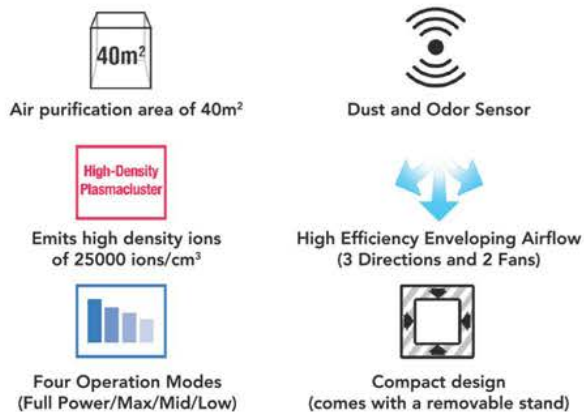 40m²
Air purification area of 40m²
Dust and Odor Sensor
High-Density
Plasmacluster
Emits high density ions
of 25000 ions/cm³
High Efficiency Enveloping Airflow
(3 Directions and 2 Fans)
Four Operation Modes
(Full Power/Max/Mid/Low)
Compact design
(comes with a removable stand)